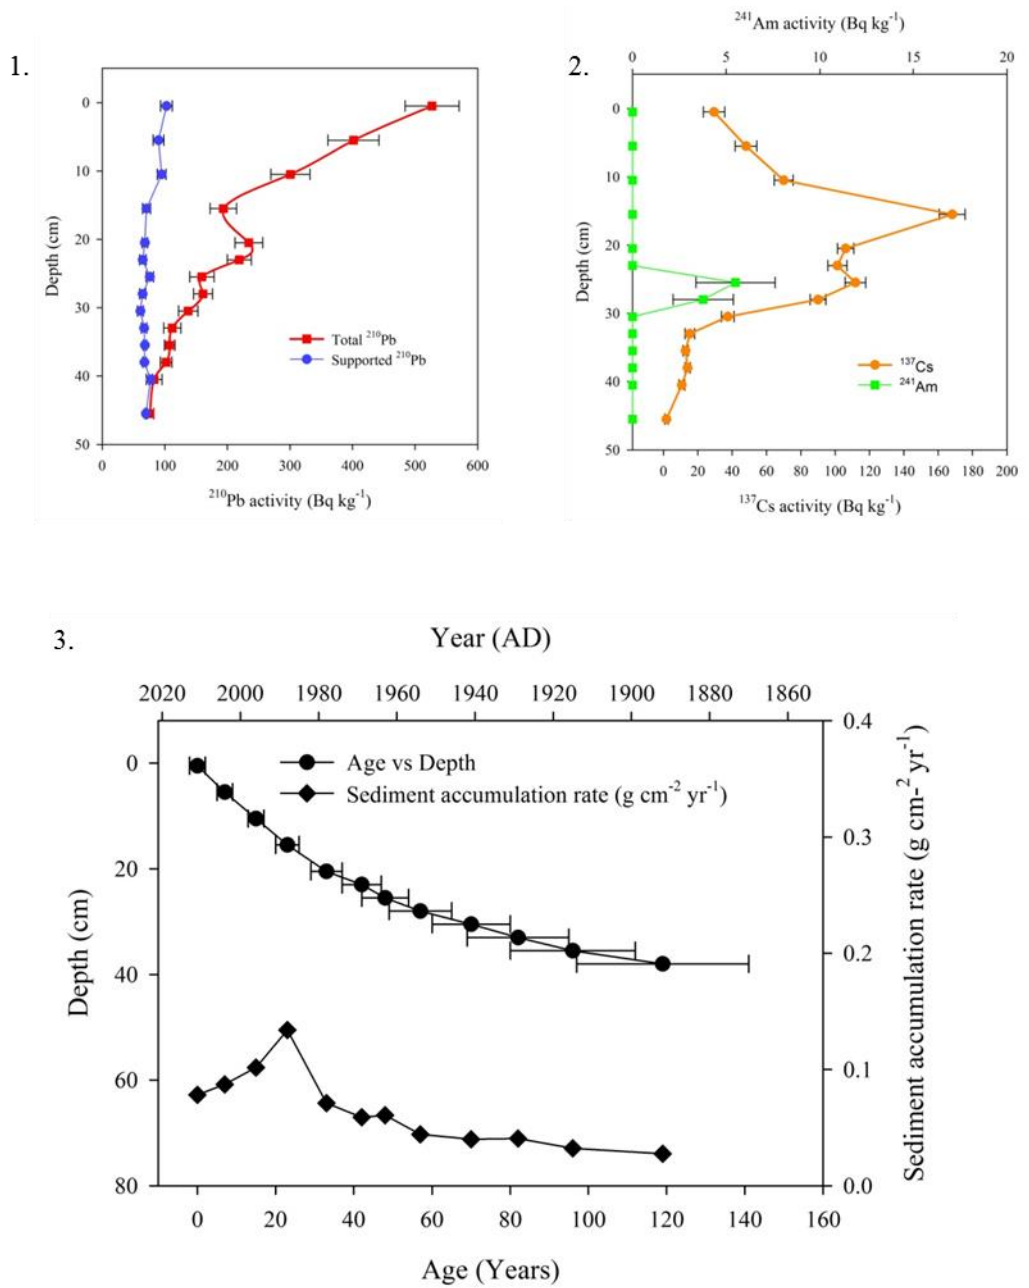 1.
0
10
20
30
40
50
Depth (cm)
Total ²¹⁰Pb
Supported ²¹⁰Pb
0 100 200 300 400 500 600
²¹⁰Pb activity (Bq kg⁻¹)
2.
²⁴¹Am activity (Bq kg⁻¹)
0 5 10 15 20
0
10
20
30
40
50
Depth (cm)
¹³⁷Cs
²⁴¹Am
0 20 40 60 80 100 120 140 160 180 200
¹³⁷Cs activity (Bq kg⁻¹)
3.
Year (AD)
2020 2000 1980 1960 1940 1920 1900 1880 1860
0
20
40
60
80
Depth (cm)
Age vs Depth
Sediment accumulation rate (g cm⁻² yr⁻¹)
0.4
0.3
0.2
0.1
0.0
Sediment accumulation rate (g cm-² yr⁻¹)
0 20 40 60 80 100 120 140 160
Age (Years)